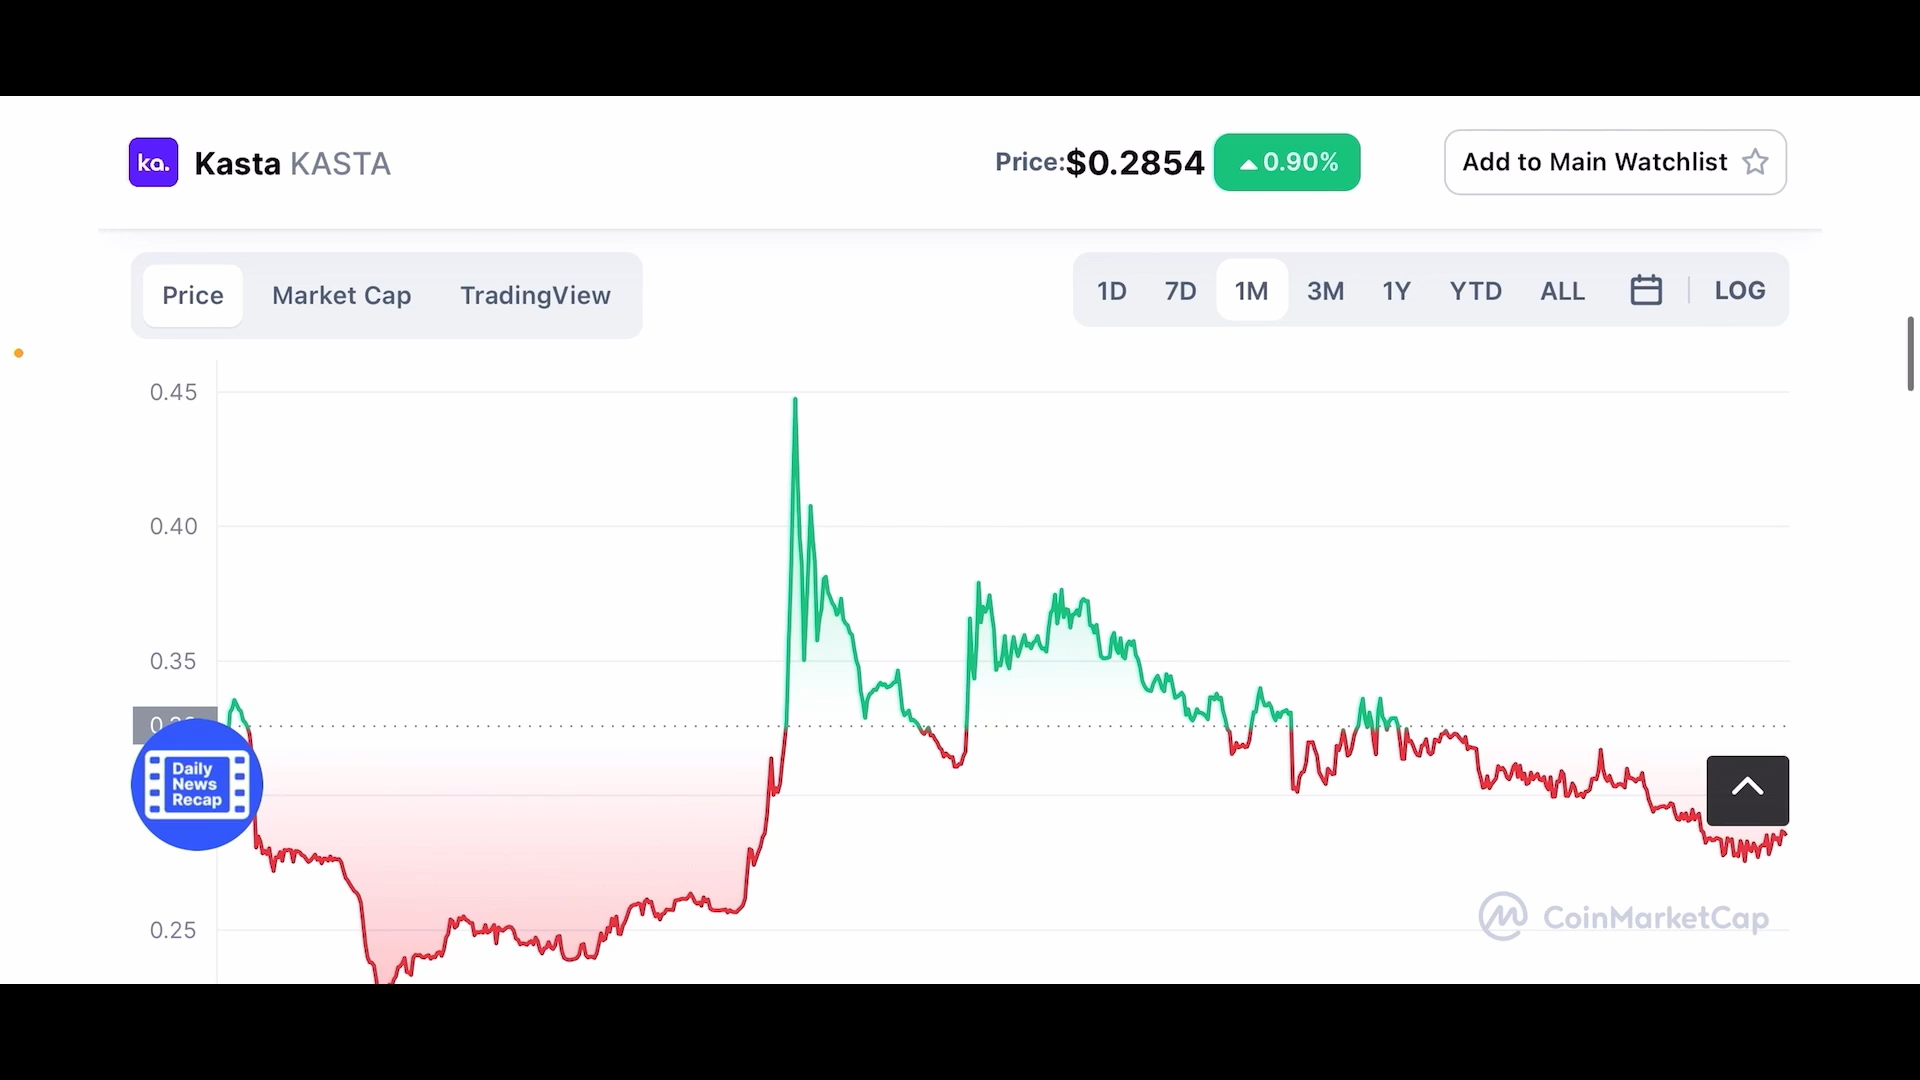 ka. Kasta KASTA Price:$0.2854 0.90% Add to Main Watchlist
Price Market Cap TradingView 1D 7D 1M 3M 1Y YTD ALL LOG
0.45
0.40
0.35
Daily
News
Recap
CoinMarketCap
0.25